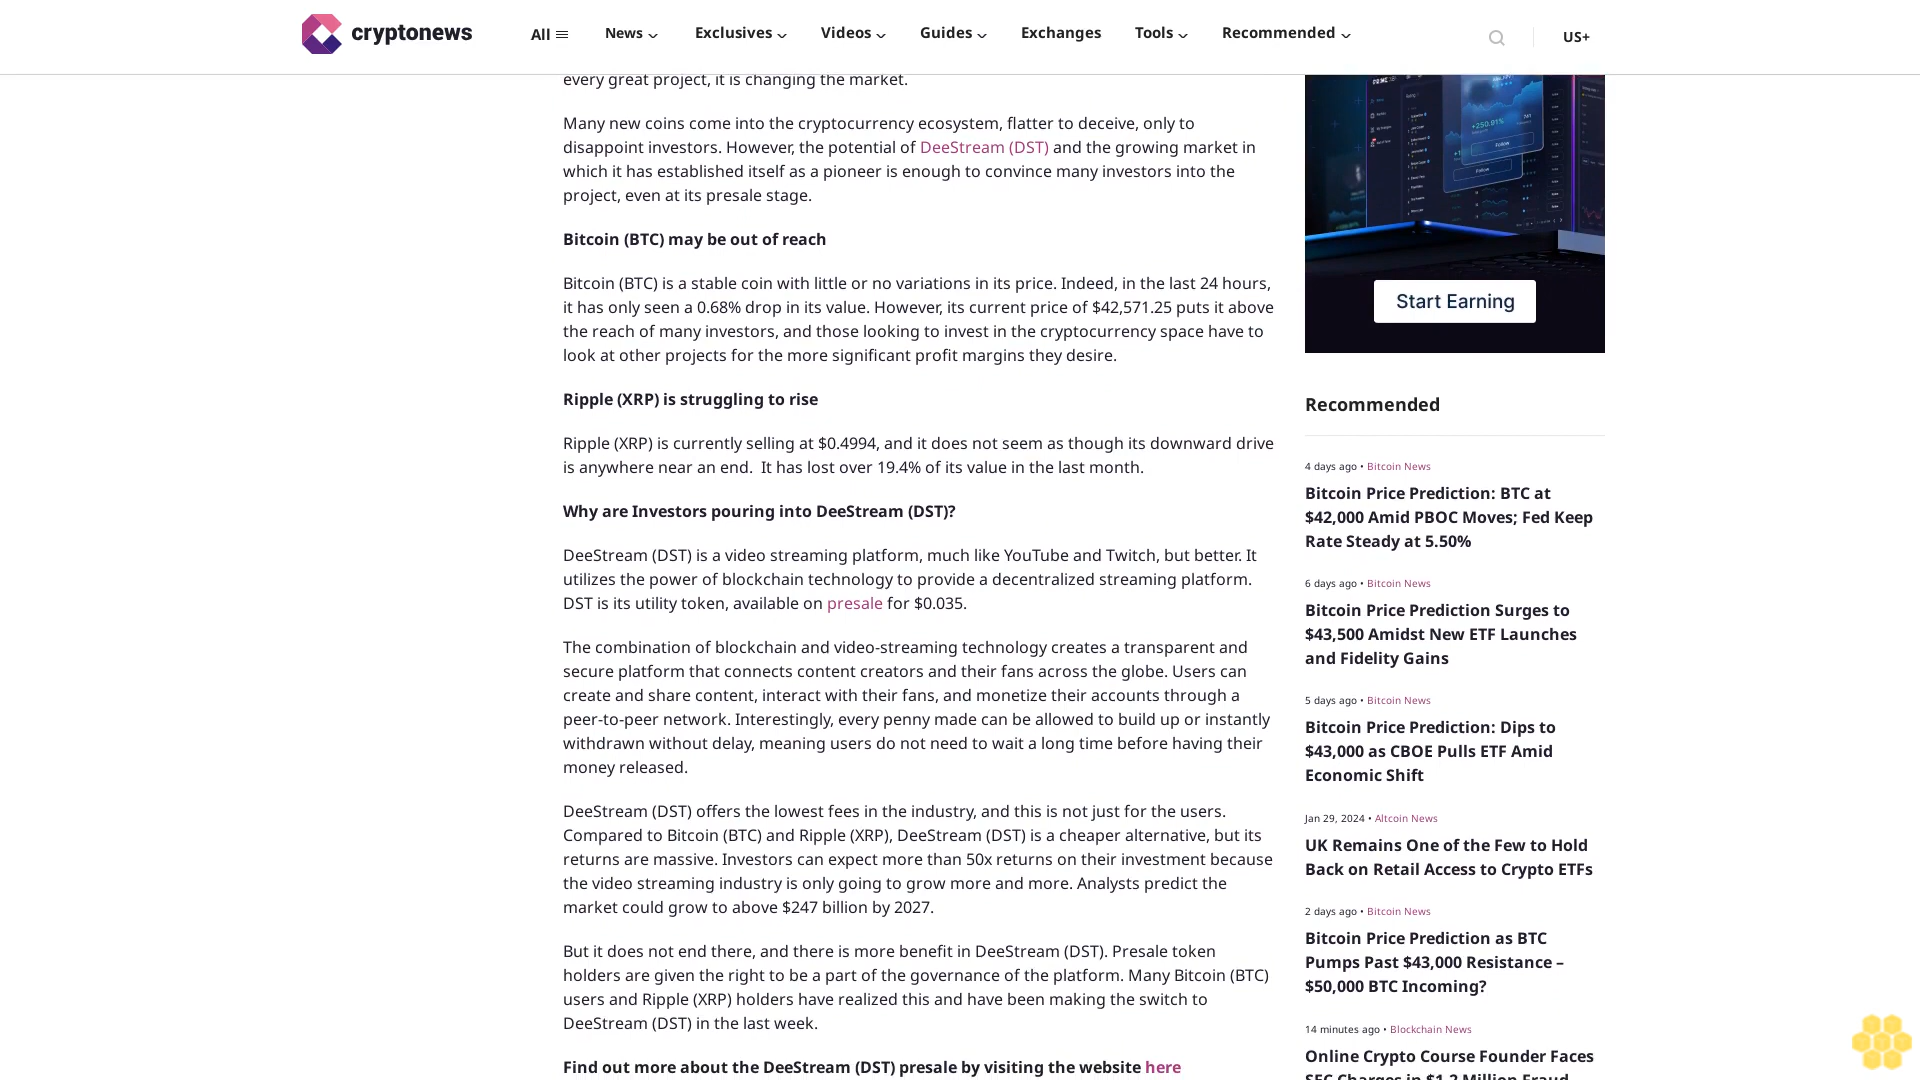 cryptonews
All
News
Exclusives
Videos
Guides
Exchanges
Tools
Recommended
US+
every great project, it is changing the market.
Many new coins come into the cryptocurrency ecosystem, flatter to deceive, only to
disappoint investors. However, the potential of DeeStream (DST) and the growing market in
which it has established itself as a pioneer is enough to convince many investors into the
project, even at its presale stage.
Bitcoin (BTC) may be out of reach
Bitcoin (BTC) is a stable coin with little or no variations in its price. Indeed, in the last 24 hours,
it has only seen a 0.68% drop in its value. However, its current price of $42,571.25 puts it above
the reach of many investors, and those looking to invest in the cryptocurrency space have to
look at other projects for the more significant profit margins they desire.
Ripple (XRP) is struggling to rise
Ripple (XRP) is currently selling at $0.4994, and it does not seem as though its downward drive
is anywhere near an end.  It has lost over 19.4% of its value in the last month.
Why are Investors pouring into DeeStream (DST)?
DeeStream (DST) is a video streaming platform, much like YouTube and Twitch, but better. It
utilizes the power of blockchain technology to provide a decentralized streaming platform.
DST is its utility token, available on presale for $0.035.
The combination of blockchain and video-streaming technology creates a transparent and
secure platform that connects content creators and their fans across the globe. Users can
create and share content, interact with their fans, and monetize their accounts through a
peer-to-peer network. Interestingly, every penny made can be allowed to build up or instantly
withdrawn without delay, meaning users do not need to wait a long time before having their
money released.
DeeStream (DST) offers the lowest fees in the industry, and this is not just for the users.
Compared to Bitcoin (BTC) and Ripple (XRP), DeeStream (DST) is a cheaper alternative, but its
returns are massive. Investors can expect more than 50x returns on their investment because
the video streaming industry is only going to grow more and more. Analysts predict the
market could grow to above $247 billion by 2027.
But it does not end there, and there is more benefit in DeeStream (DST). Presale token
holders are given the right to be a part of the governance of the platform. Many Bitcoin (BTC)
users and Ripple (XRP) holders have realized this and have been making the switch to
DeeStream (DST) in the last week.
Find out more about the DeeStream (DST) presale by visiting the website here
+250.91%
Follow
Follow
Start Earning
Recommended
4 days ago • Bitcoin News
Bitcoin Price Prediction: BTC at
$42,000 Amid PBOC Moves; Fed Keep
Rate Steady at 5.50%
6 days ago • Bitcoin News
Bitcoin Price Prediction Surges to
$43,500 Amidst New ETF Launches
and Fidelity Gains
5 days ago • Bitcoin News
Bitcoin Price Prediction: Dips to
$43,000 as CBOE Pulls ETF Amid
Economic Shift
Jan 29, 2024 • Altcoin News
UK Remains One of the Few to Hold
Back on Retail Access to Crypto ETFs
2 days ago • Bitcoin News
Bitcoin Price Prediction as BTC
Pumps Past $43,000 Resistance –
$50,000 BTC Incoming?
14 minutes ago • Blockchain News
Online Crypto Course Founder Faces
SEC Charges in $1.2 Million Fraud